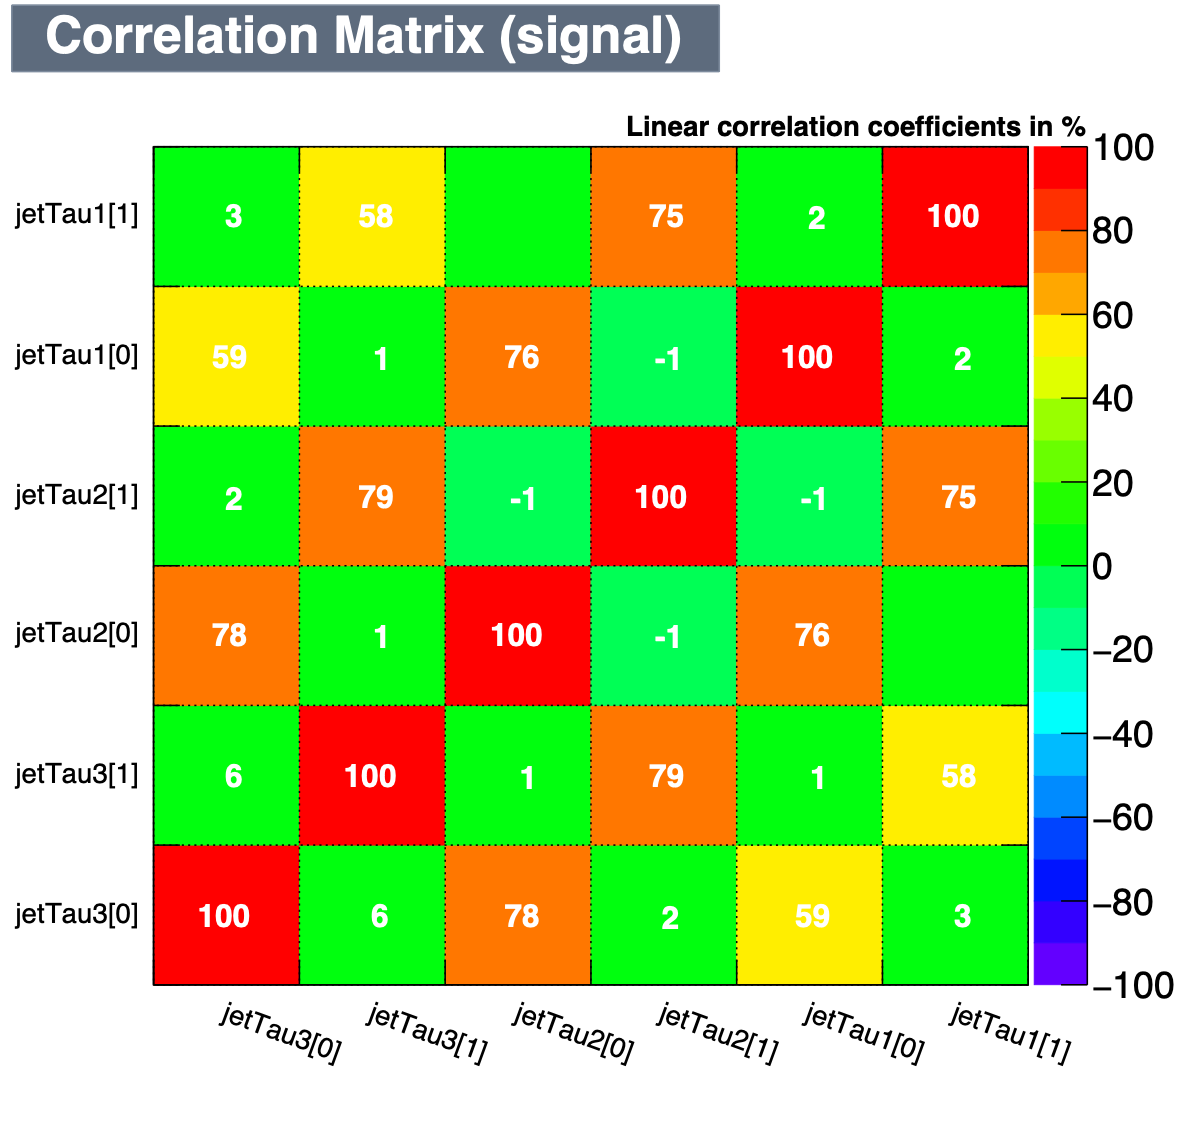 Correlation Matrix (signal)
Linear correlation coefficients in %
jetTau1[1] 3 58 75 2 100
jetTau1[0] 59 1 76 -1 100 2
jetTau2[1] 2 79 -1 100 -1 75
jetTau2[0] 78 1 100 -1 76
jetTau3[1] 6 100 1 79 1 58
jetTau3[0] 100 6 78 2 59 3
jetTau3[0] jetTau3[1] jetTau2[0] jetTau2[1] jetTau1[0] jetTau1[1]
100
80
60
40
20
0
−20
−40
−60
−80
−100